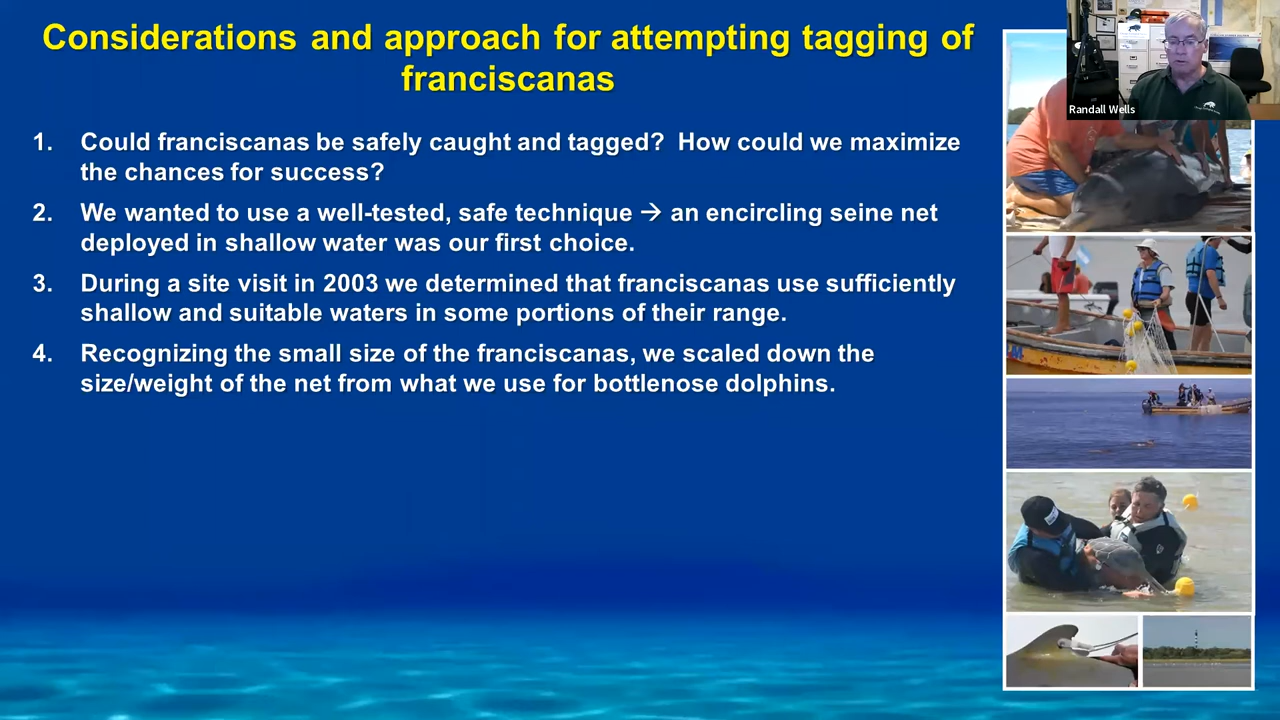 Considerations and approach for attempting tagging of
franciscanas
Randall Wells
1. Could franciscanas be safely caught and tagged? How could we maximize
the chances for success?
2. We wanted to use a well-tested, safe technique → an encircling seine net
deployed in shallow water was our first choice.
3. During a site visit in 2003 we determined that franciscanas use sufficiently
shallow and suitable waters in some portions of their range.
4. Recognizing the small size of the franciscanas, we scaled down the
size/weight of the net from what we use for bottlenose dolphins.